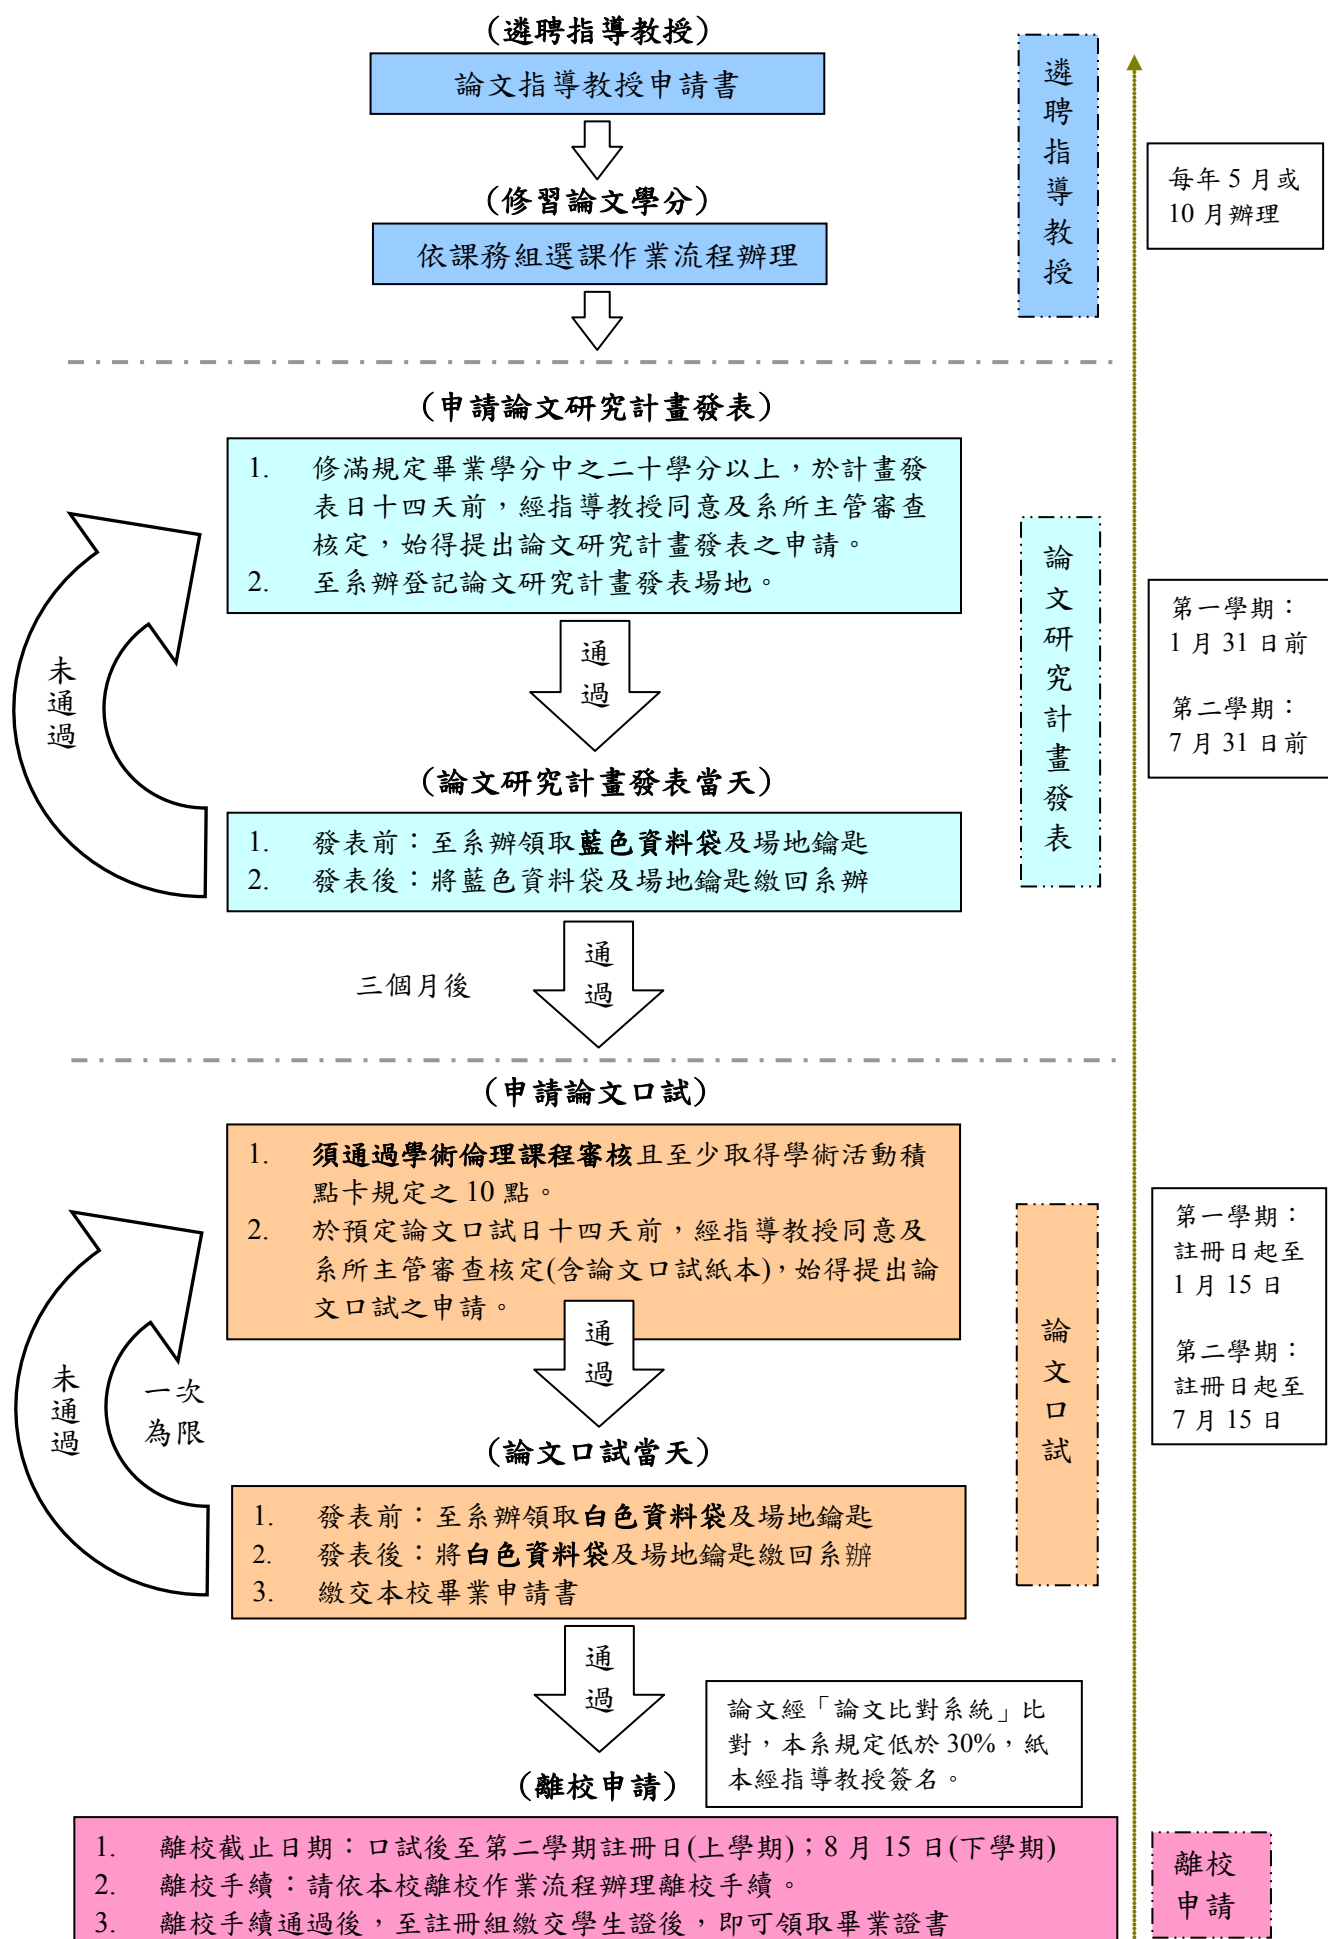 (遴聘指導教授)
論文指導教授申請書
(修習論文學分)
依課務組選課作業流程辦理
遴
聘
指
導
教
授
每年 5 月或
10 月辦理
(申請論文研究計畫發表)
1. 修滿規定畢業學分中之二十學分以上，於計畫發
表日十四天前，經指導教授同意及系所主管審查
核定，始得提出論文研究計畫發表之申請。
2. 至系辦登記論文研究計畫發表場地。
未
通
過
通
過
(論文研究計畫發表當天)
1. 發表前：至系辦領取藍色資料袋及場地鑰匙
2. 發表後：將藍色資料袋及場地鑰匙繳回系辦
論
文
研
究
計
畫
發
表
第一學期：
1 月 31 日前
第二學期：
7 月 31 日前
三個月後
通
過
(申請論文口試)
1. 須通過學術倫理課程審核且至少取得學術活動積
點卡規定之 10 點。
2. 於預定論文口試日十四天前，經指導教授同意及
系所主管審查核定(含論文口試紙本)，始得提出論
文口試之申請。
未
通
過
一次
為限
通
過
(論文口試當天)
1. 發表前：至系辦領取白色資料袋及場地鑰匙
2. 發表後：將白色資料袋及場地鑰匙繳回系辦
3. 繳交本校畢業申請書
論
文
口
試
第一學期：
註冊日起至
1 月 15 日
第二學期：
註冊日起至
7 月 15 日
通
過
論文經「論文比對系統」比
對，本系規定低於 30%，紙
本經指導教授簽名。
(離校申請)
1. 離校截止日期：口試後至第二學期註冊日(上學期)；8 月 15 日(下學期)
2. 離校手續：請依本校離校作業流程辦理離校手續。
3. 離校手續通過後，至註冊組繳交學生證後，即可領取畢業證書
離校
申請